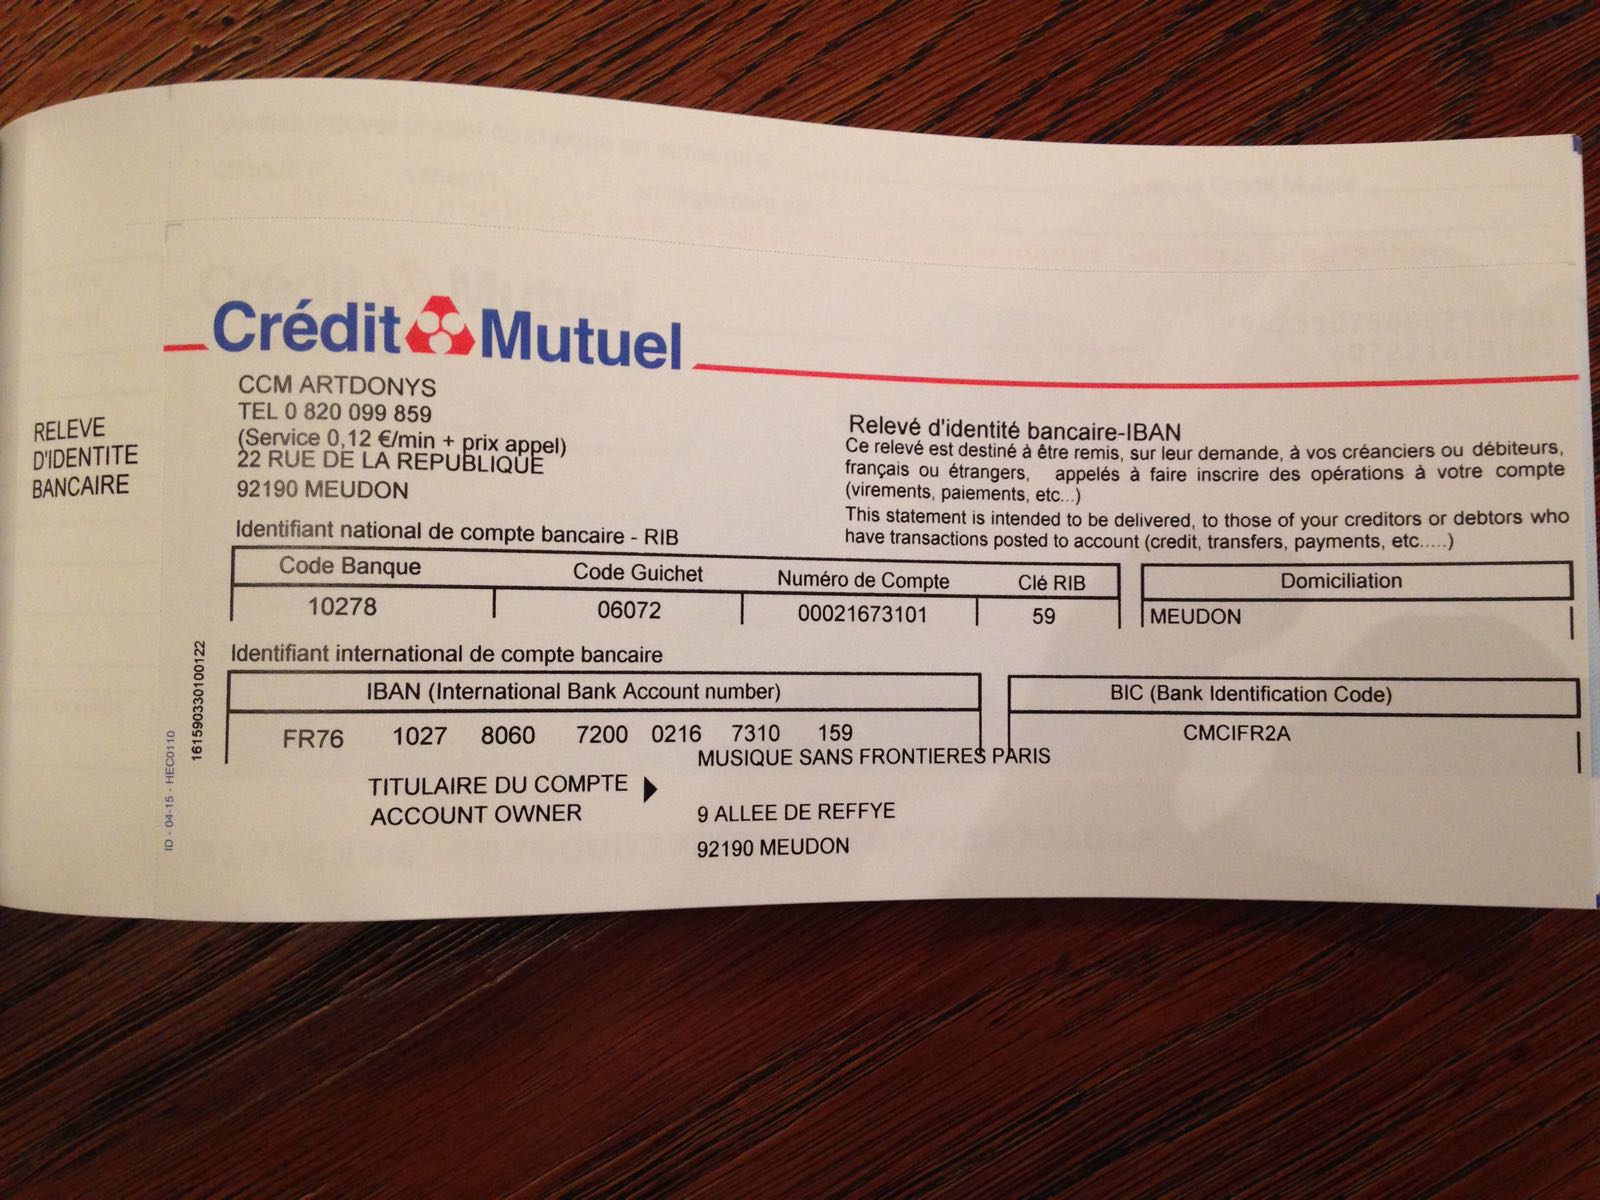 Crédit Mutuel
CCM ARTDONYS
TEL 0 820 099 859
(Service 0,12 €/min + prix appel)
22 RUE DE LA REPUBLIQUE
92190 MEUDON
RELEVE
D'IDENTITE
BANCAIRE
Relevé d'identité bancaire-IBAN
Ce relevé est destiné à être remis, sur leur demande, à vos créanciers ou débiteurs,
français ou étrangers, appelés à faire inscrire des opérations à votre compte
(virements, paiements, etc...)
This statement is intended to be delivered, to those of your creditors or debtors who
have transactions posted to account (credit, transfers, payments, etc.....)
Identifiant national de compte bancaire - RIB
Code Banque Code Guichet Numéro de Compte Clé RIB Domiciliation
10278 06072 00021673101 59 MEUDON
Identifiant international de compte bancaire
IBAN (International Bank Account number) BIC (Bank Identification Code)
FR76 1027 8060 7200 0216 7310 159 CMCIFR2A
MUSIQUE SANS FRONTIERES PARIS
TITULAIRE DU COMPTE
ACCOUNT OWNER 9 ALLEE DE REFFYE
92190 MEUDON
161590330100122
ID - 04-15 - HEC0110